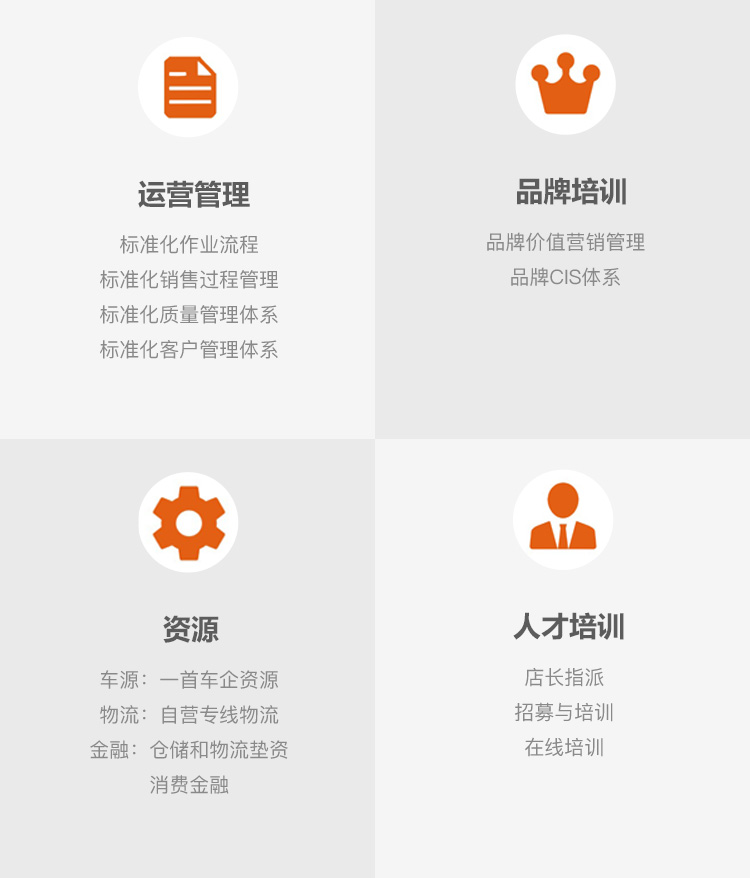 运营管理
标准化作业流程
标准化销售过程管理
标准化质量管理体系
标准化客户管理体系
品牌培训
品牌价值营销管理
品牌CIS体系
资源
车源：一首车企资源
物流：自营专线物流
金融：仓储和物流垫资
消费金融
人才培训
店长指派
招募与培训
在线培训